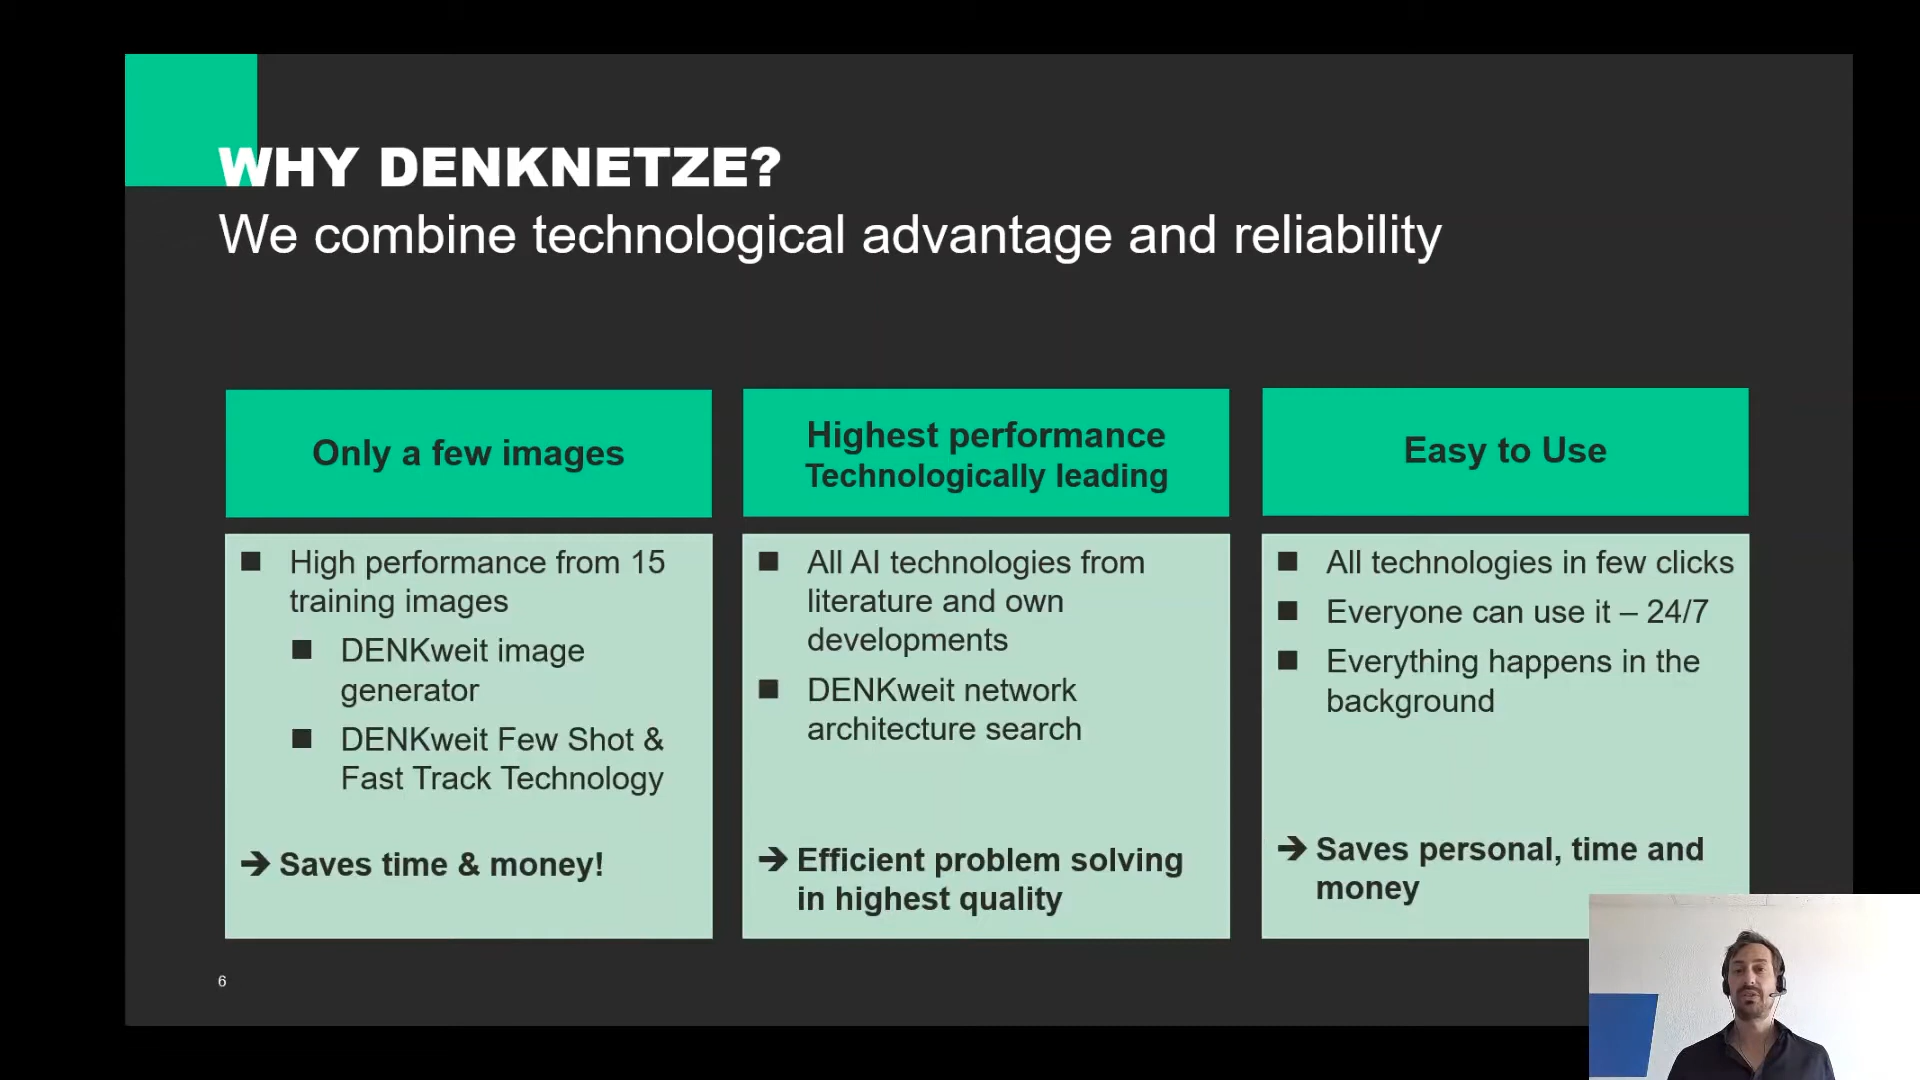 WHY DENKNETZE?
We combine technological advantage and reliability
Only a few images
■ High performance from 15
training images
■ DENKweit image
generator
■ DENKweit Few Shot &
Fast Track Technology
➔ Saves time & money!
Highest performance
Technologically leading
■ All AI technologies from
literature and own
developments
■ DENKweit network
architecture search
➔ Efficient problem solving
in highest quality
Easy to Use
■ All technologies in few clicks
■ Everyone can use it – 24/7
■ Everything happens in the
background
➔ Saves personal, time and
money
6